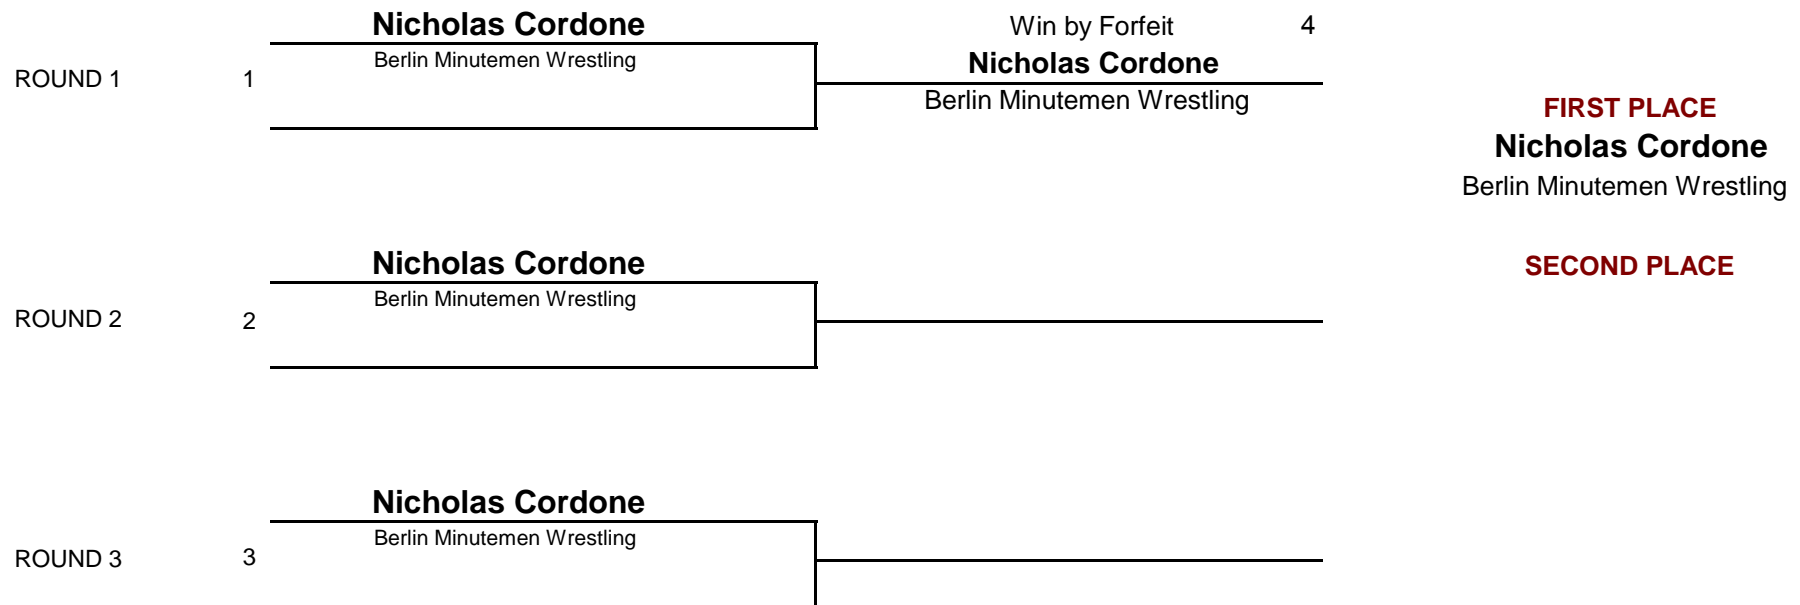 Nicholas Cordone
Berlin Minutemen Wrestling
ROUND 1
1
Win by Forfeit
4
Nicholas Cordone
Berlin Minutemen Wrestling
FIRST PLACE
Nicholas Cordone
Berlin Minutemen Wrestling
Nicholas Cordone
Berlin Minutemen Wrestling
ROUND 2
2
SECOND PLACE
Nicholas Cordone
Berlin Minutemen Wrestling
ROUND 3
3